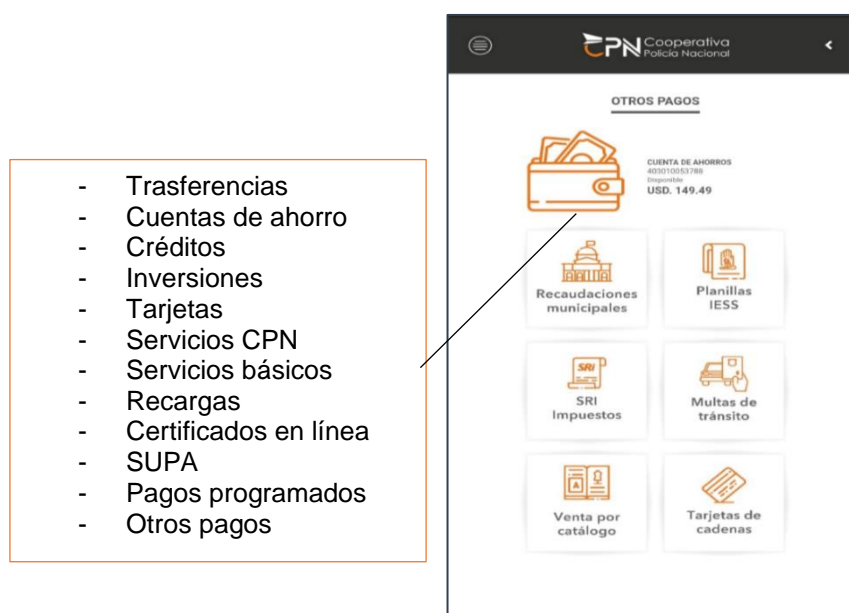 - Trasferencias
- Cuentas de ahorro
- Créditos
- Inversiones
- Tarjetas
- Servicios CPN
- Servicios básicos
- Recargas
- Certificados en línea
- SUPA
- Pagos programados
- Otros pagos
CPN Cooperativa
Policía Nacional
OTROS PAGOS
CUENTA DE AHORROS
403010053788
Disponible
USD. 149.49
Recaudaciones
municipales
Planillas
IESS
SRI
SRI
Impuestos
Multas de
tránsito
Venta por
catálogo
Tarjetas de
cadenas